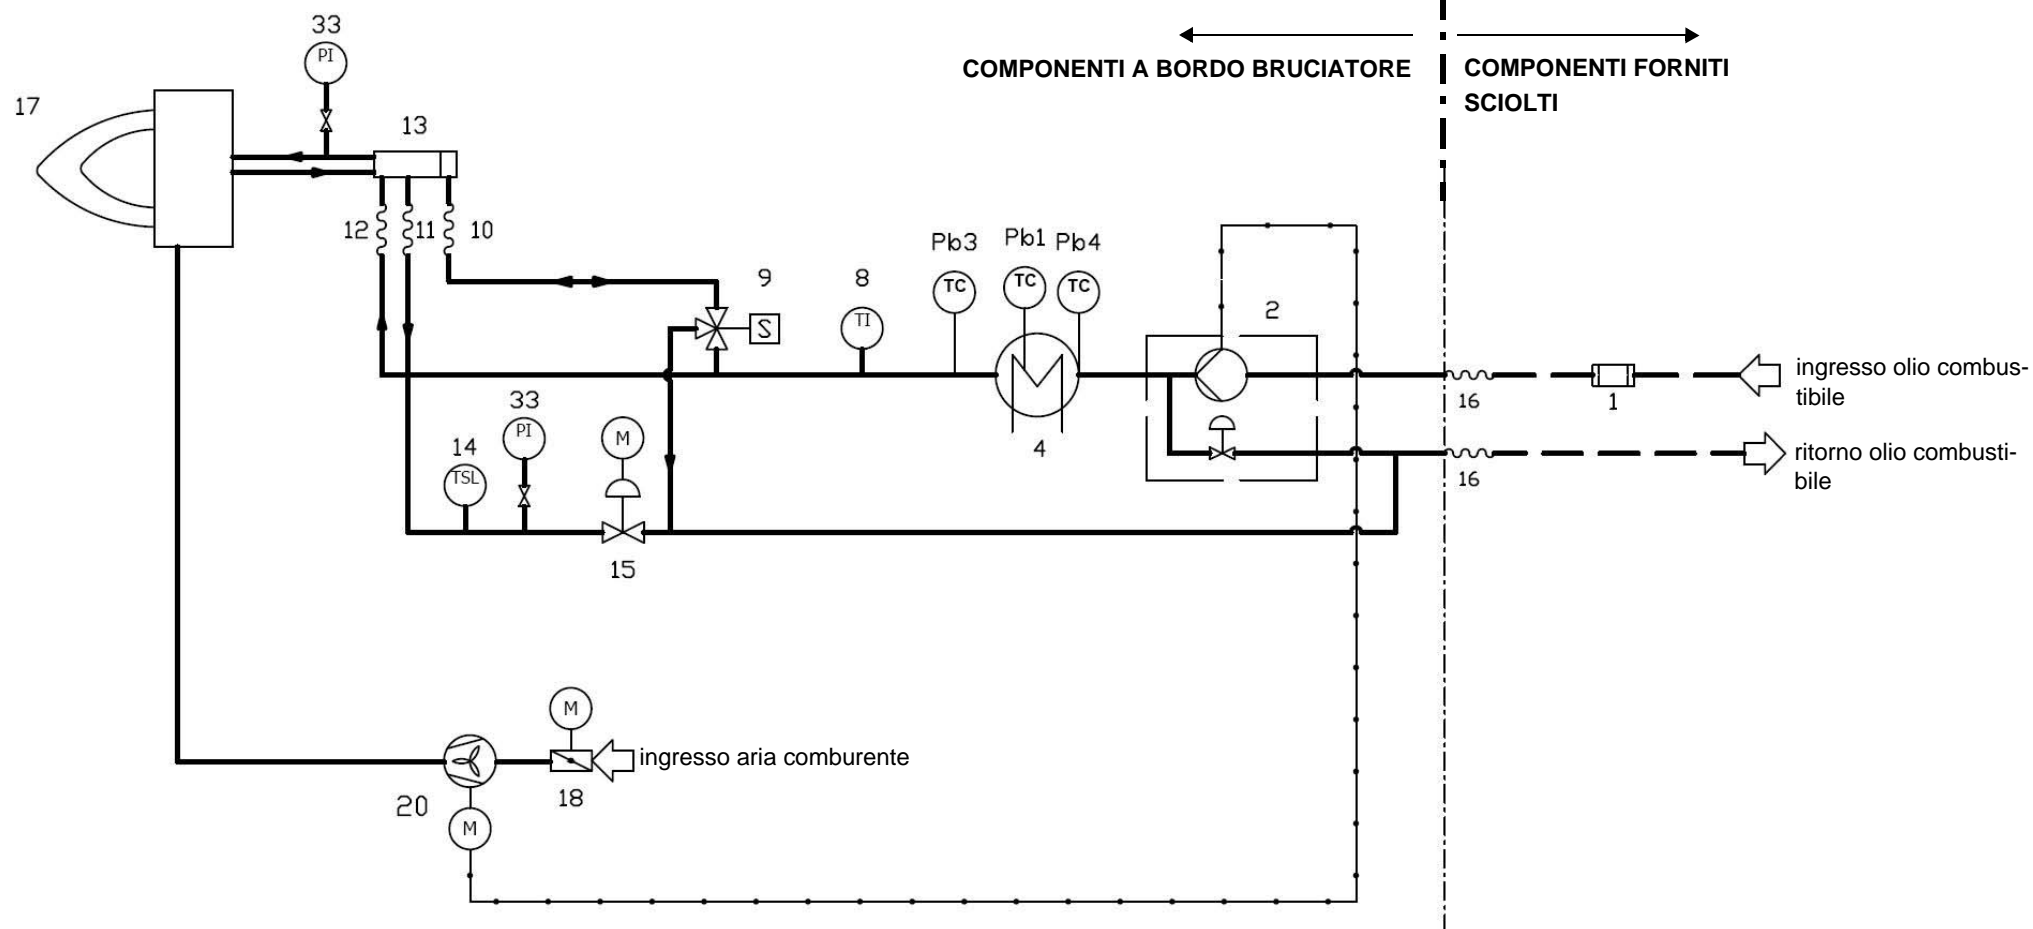 33
PI
COMPONENTI A BORDO BRUCIATORE
COMPONENTI FORNITI
SCIOLTI
17
13
12
11
10
9
S
8
TI
Pb3
TC
Pb1
TC
Pb4
TC
2
4
16
1
ingresso olio combus-
tibile
16
ritorno olio combusti-
bile
14
TSL
33
PI
M
15
M
ingresso aria comburente
18
20
M